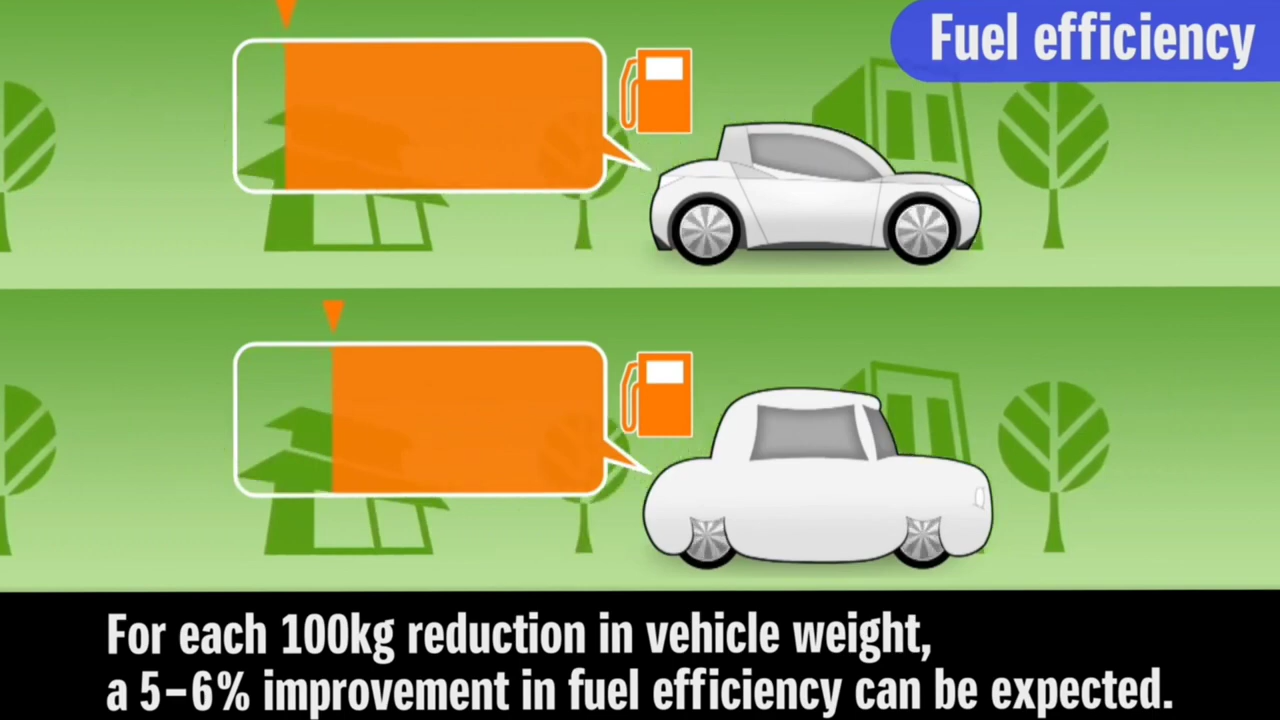 Fuel efficiency
For each 100kg reduction in vehicle weight,
a 5–6% improvement in fuel efficiency can be expected.